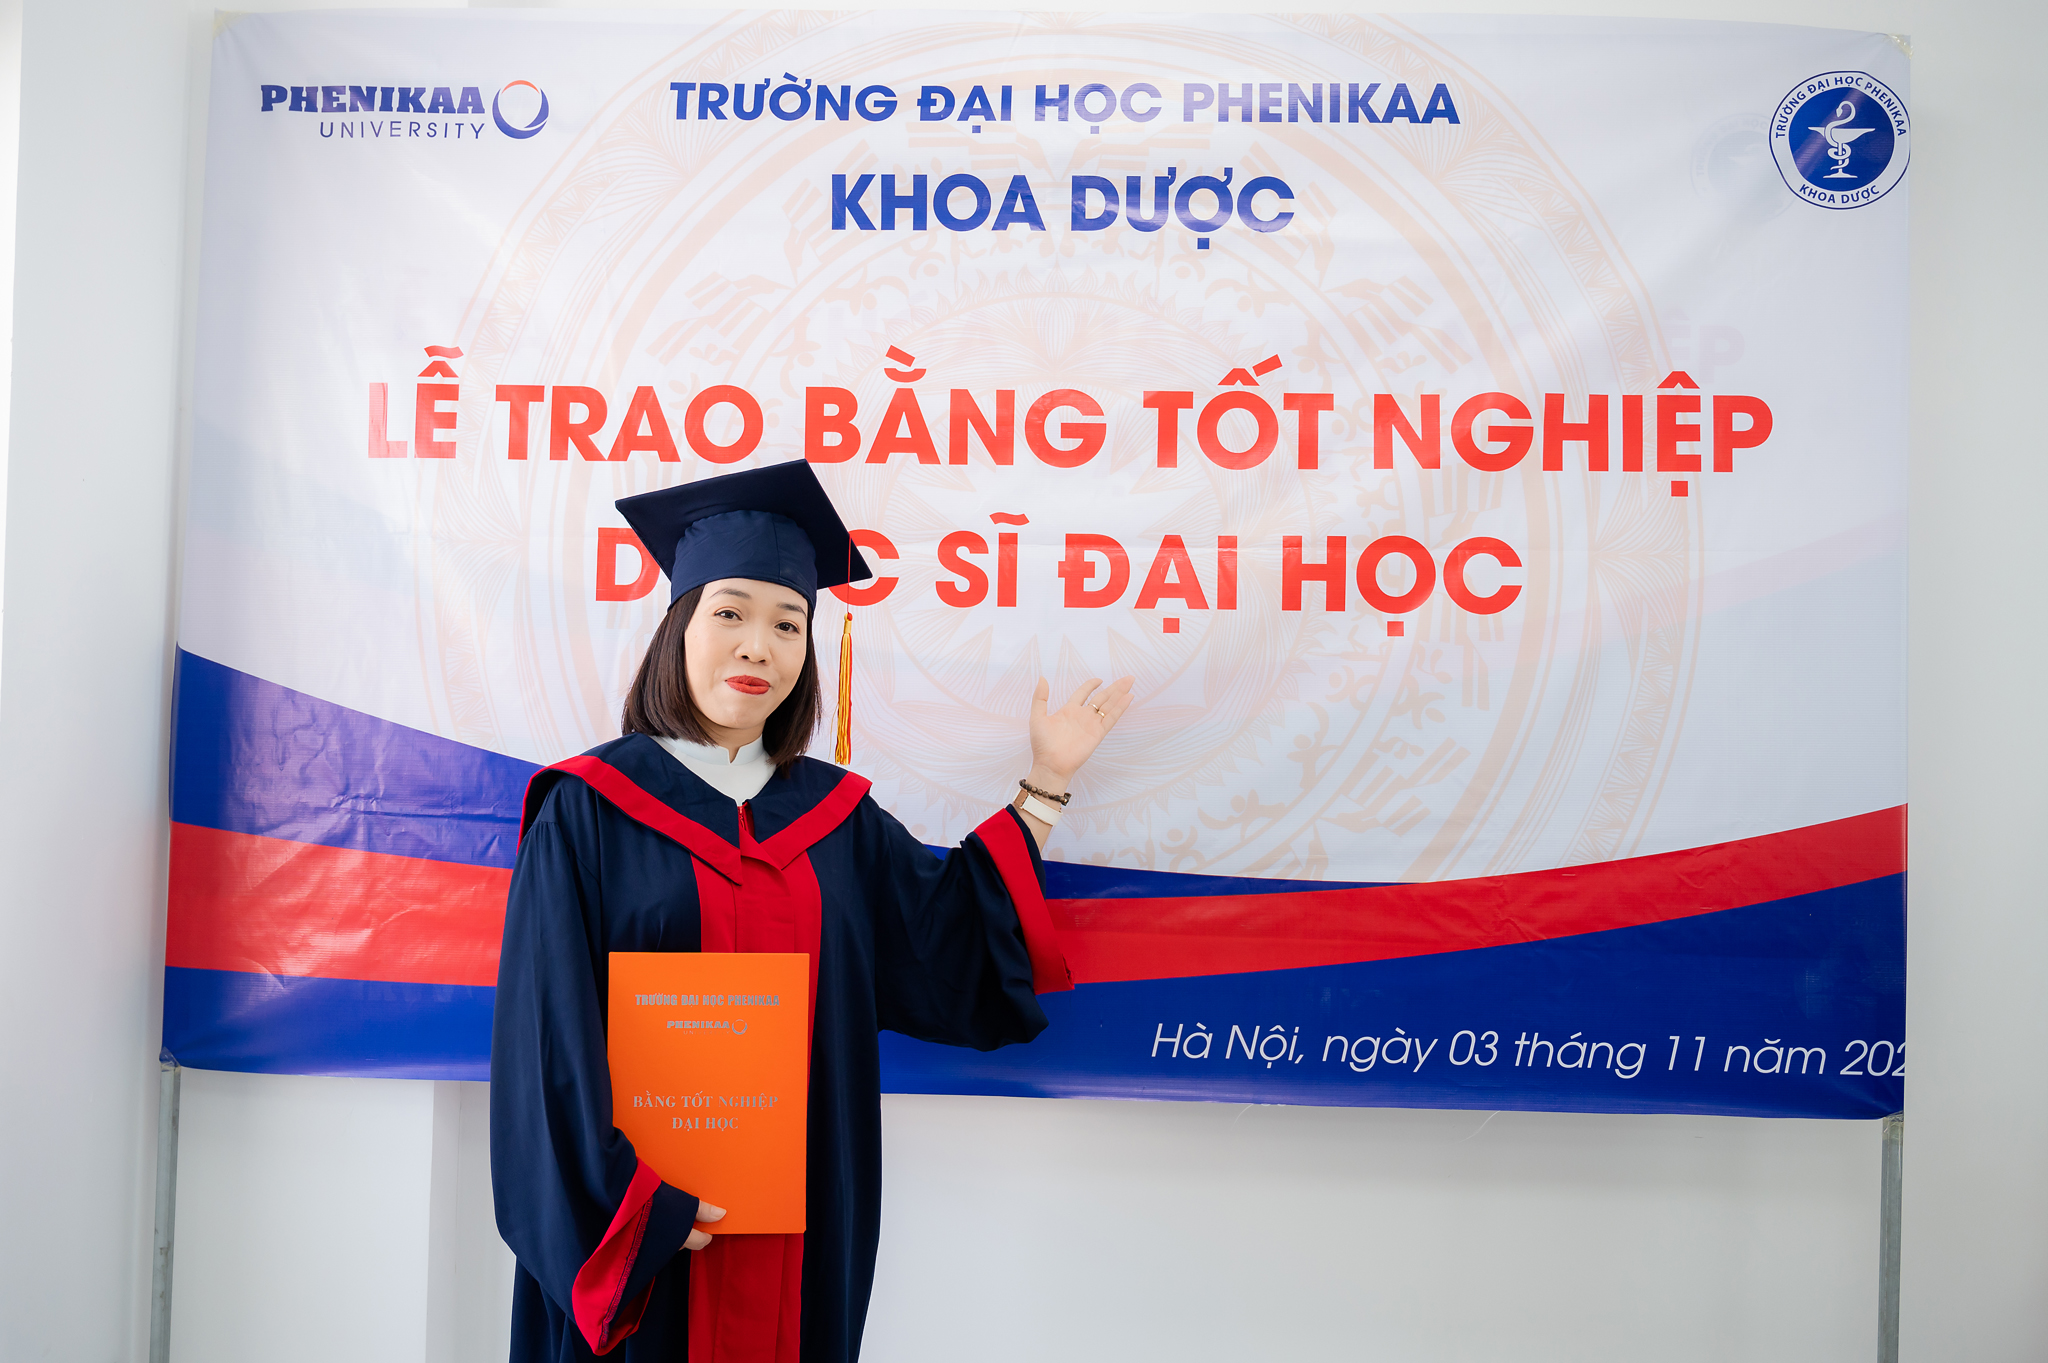 PHENIKAA
UNIVERSITY
TRƯỜNG ĐẠI HỌC PHENIKAA
KHOA DƯỢC
TRƯỜNG ĐẠI HỌC PHENIKAA
KHOA DƯỢC
LỄ TRAO BẰNG TỐT NGHIỆP
SĨ ĐẠI HỌC
Hà Nội, ngày 03 tháng 11 năm
TRƯỜNG ĐẠI HỌC PHENIKAA
PHENIKAA
BẰNG TỐT NGHIỆP
ĐẠI HỌC